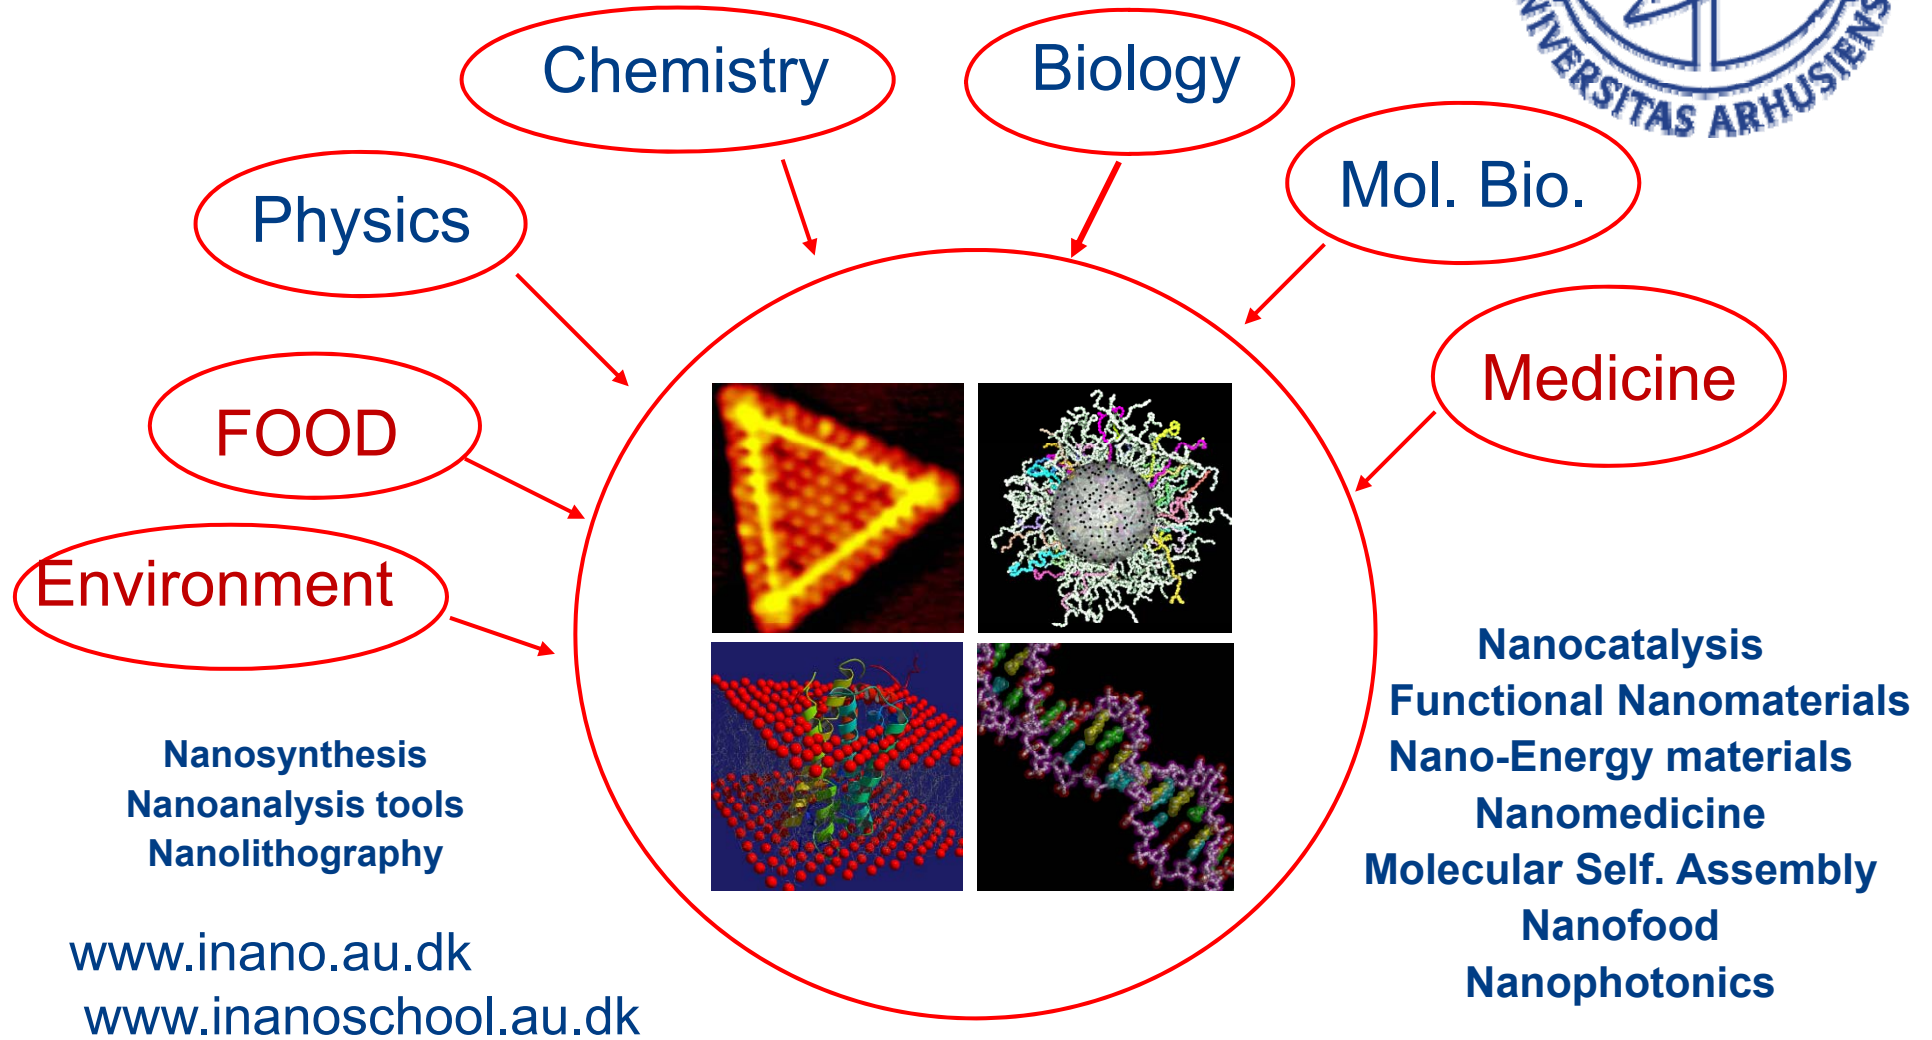 Chemistry
Biology
Mol. Bio.
Physics
Medicine
FOOD
Environment
Nanosynthesis
Nanoanalysis tools
Nanolithography
www.inano.au.dk
www.inanoschool.au.dk
Nanocatalysis
Functional Nanomaterials
Nano-Energy materials
Nanomedicine
Molecular Self. Assembly
Nanofood
Nanophotonics
ARHUSIENS